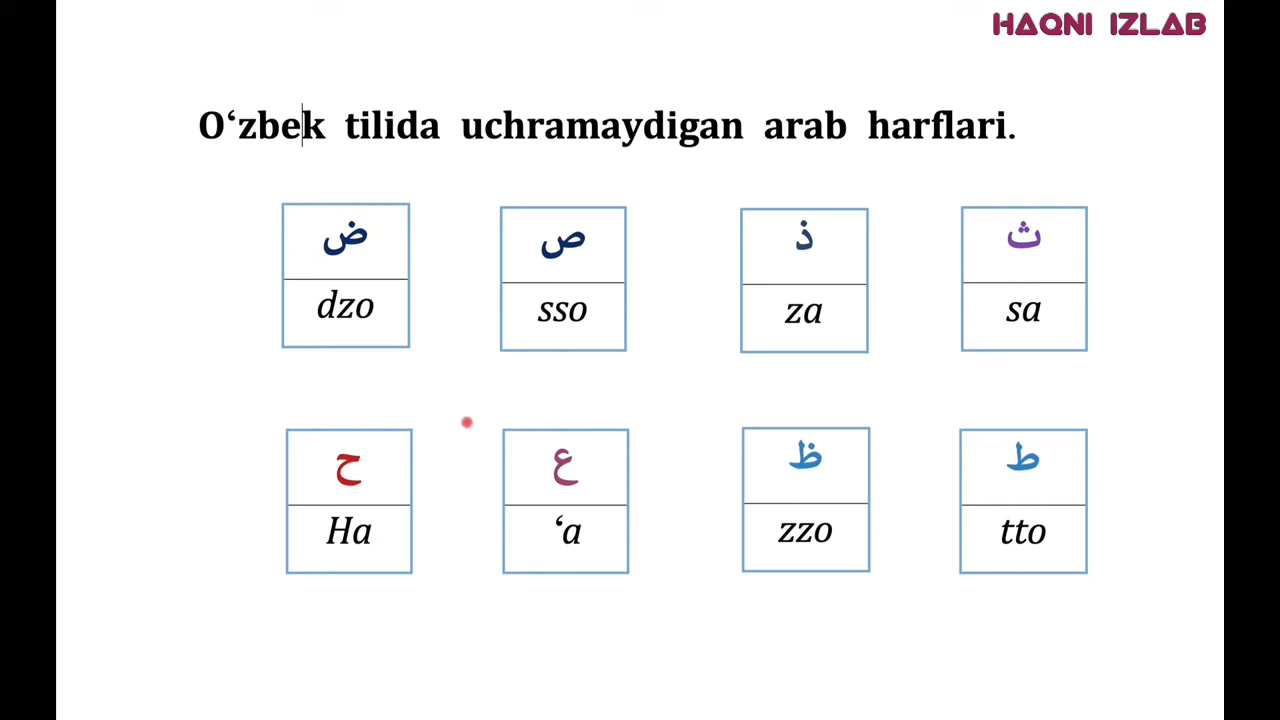 HAQNI IZLAB
O‘zbek tilida uchramaydigan arab harflari.
ض ص ذ ث
dzo sso za sa
ح ع ظ ط
Ha ‘a zzo tto